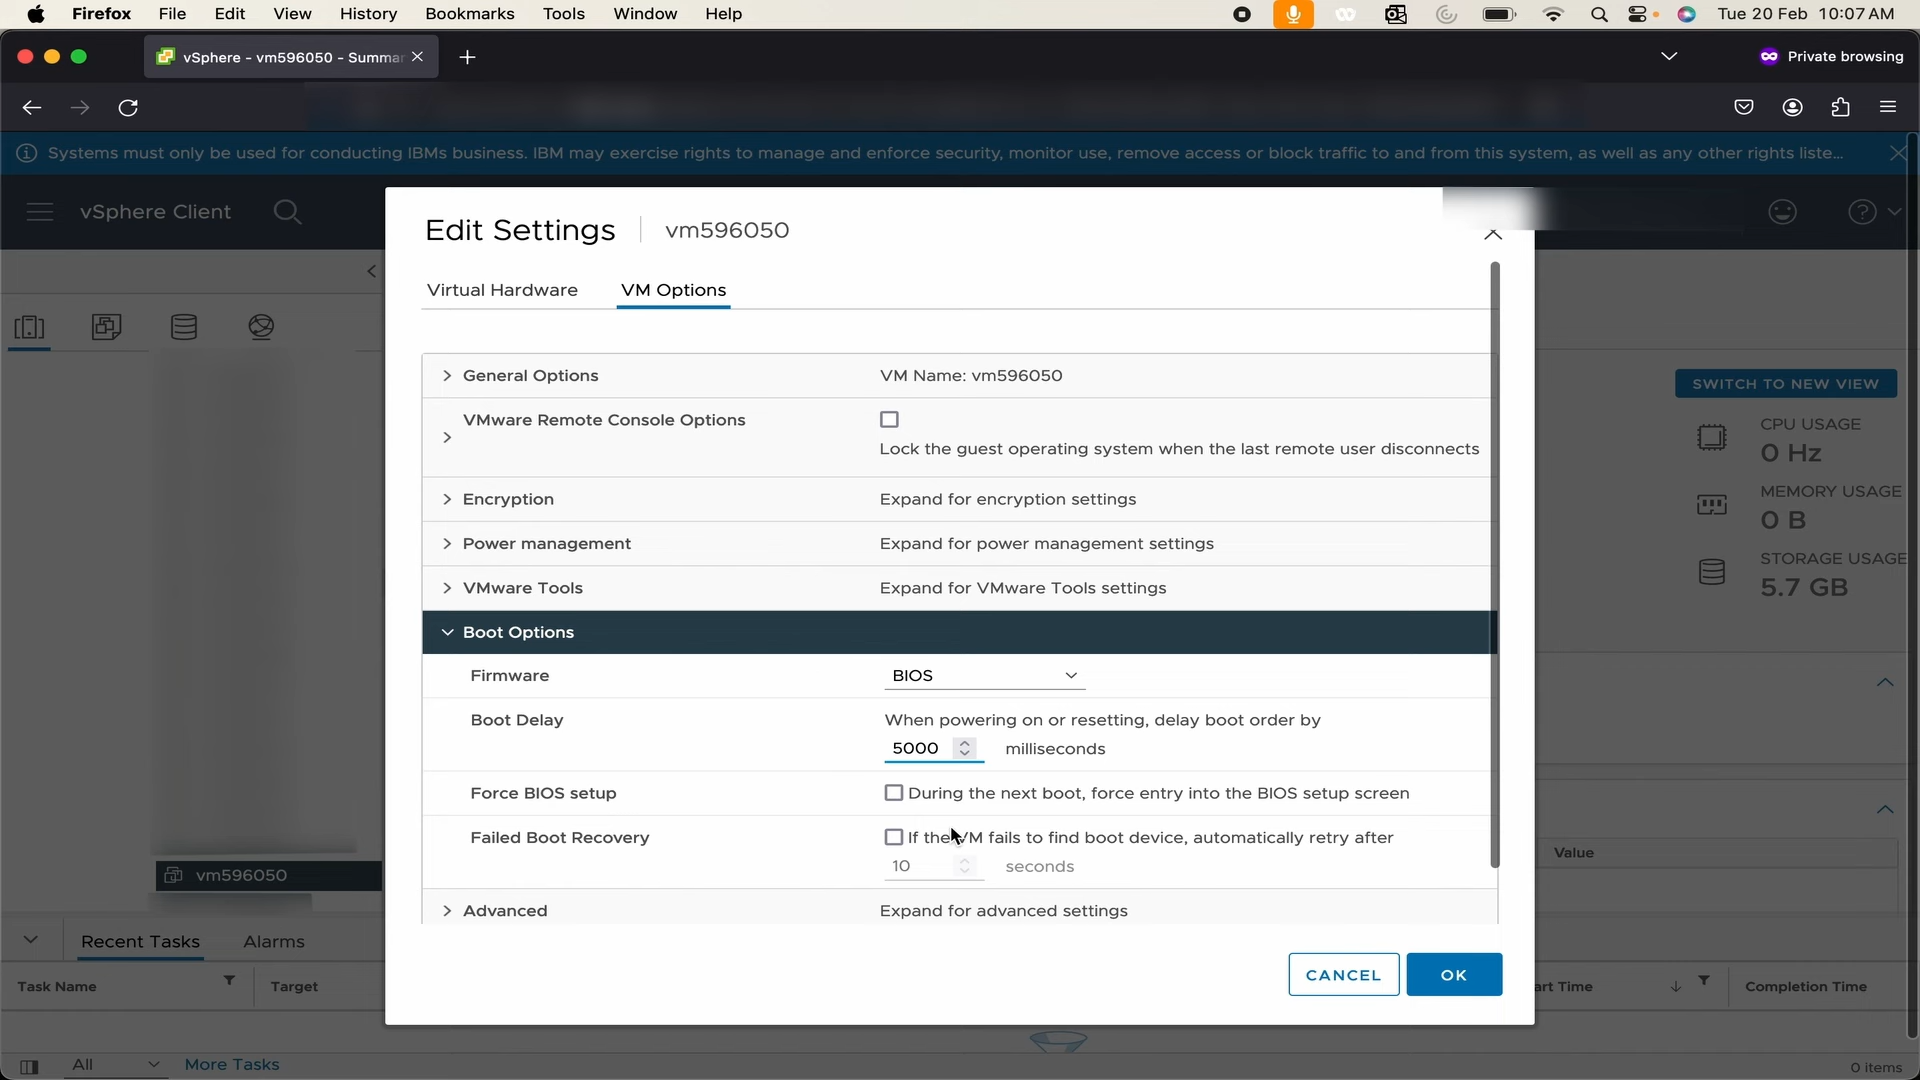 Firefox File Edit View History Bookmarks Tools Window Help Tue 20 Feb 10:07 AM
vSphere - vm596050 - Summar
Private browsing
Systems must only be used for conducting IBMs business. IBM may exercise rights to manage and enforce security, monitor use, remove access or block traffic to and from this system, as well as any other rights liste...
vSphere Client
Edit Settings vm596050
Virtual Hardware VM Options
General Options VM Name: vm596050
VMware Remote Console Options
Lock the guest operating system when the last remote user disconnects
Encryption Expand for encryption settings
Power management Expand for power management settings
VMware Tools Expand for VMware Tools settings
Boot Options
Firmware BIOS
Boot Delay When powering on or resetting, delay boot order by
5000 milliseconds
Force BIOS setup During the next boot, force entry into the BIOS setup screen
Failed Boot Recovery If the VM fails to find boot device, automatically retry after
10 seconds
Advanced Expand for advanced settings
CANCEL OK
SWITCH TO NEW VIEW
CPU USAGE
0 Hz
MEMORY USAGE
0 B
STORAGE USAGE
5.7 GB
Value
vm596050
Recent Tasks Alarms
Task Name Target art Time Completion Time
All More Tasks 0 items